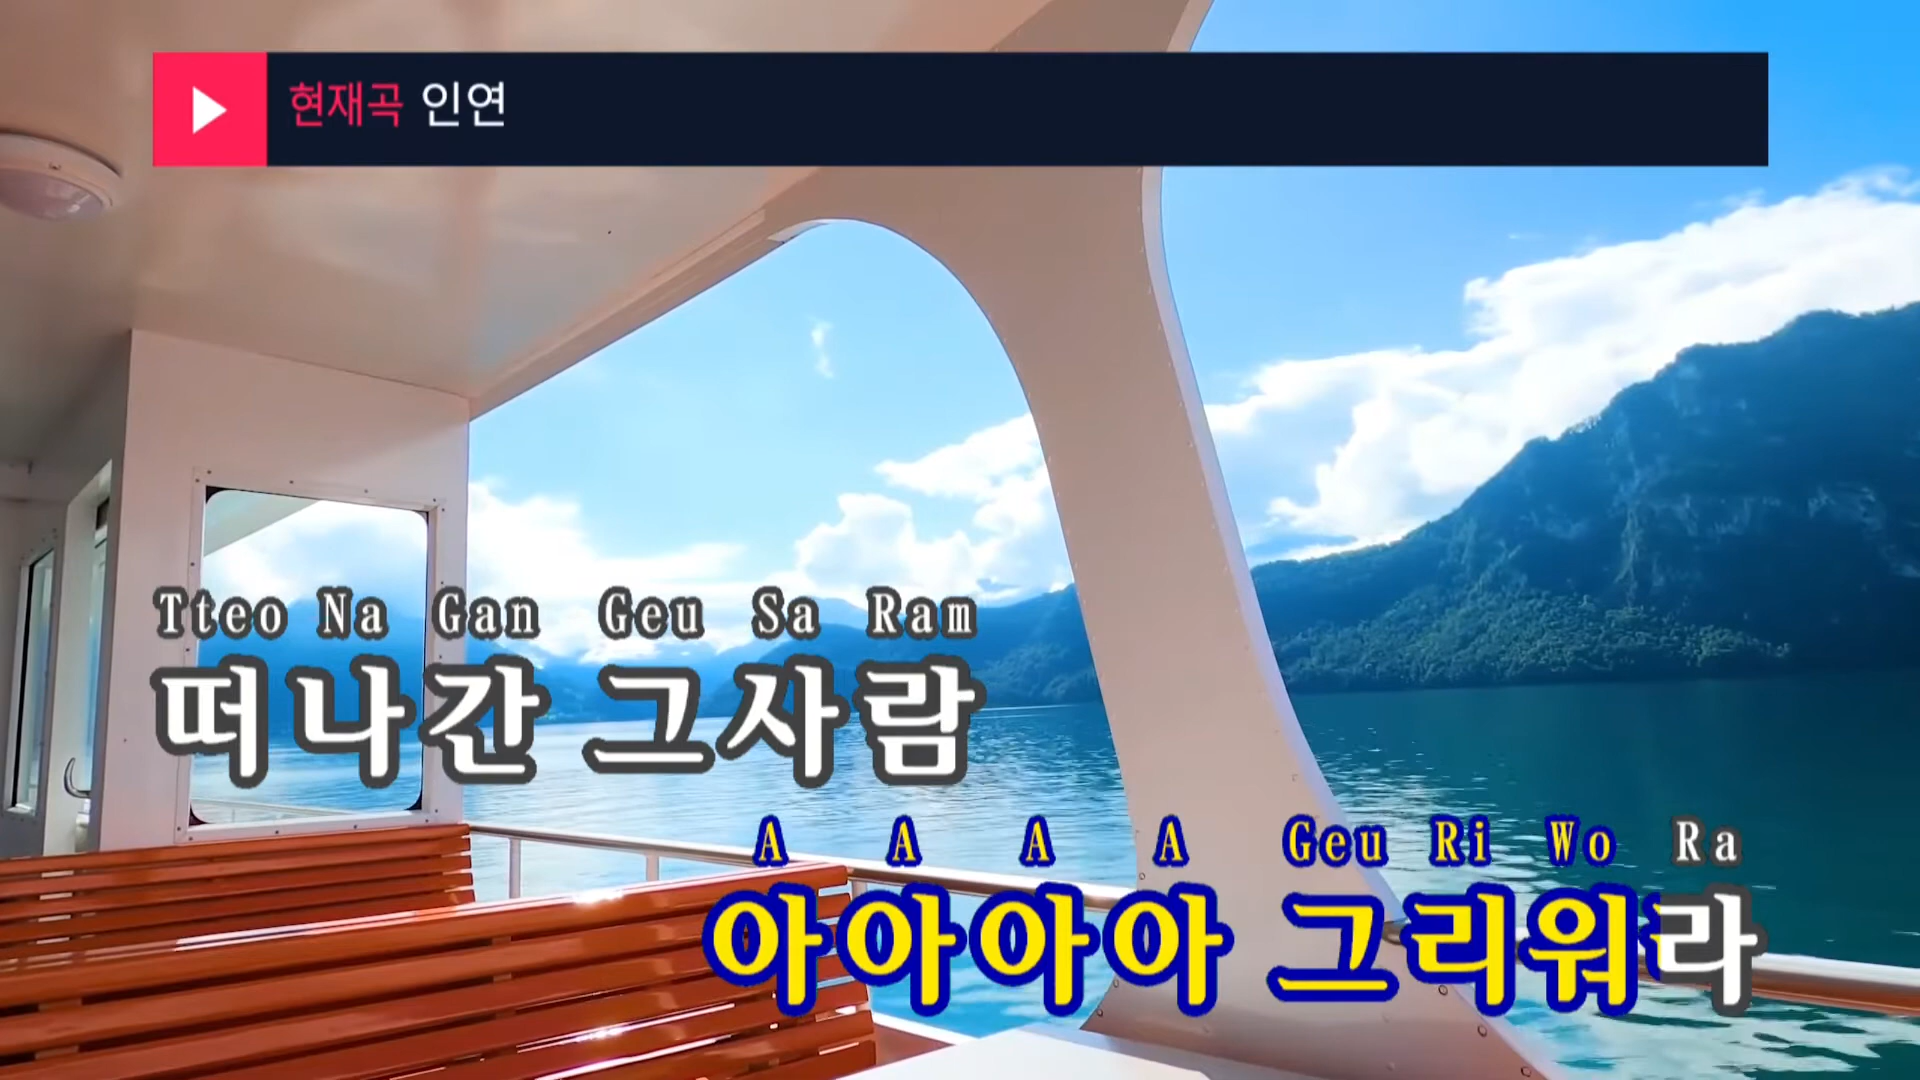 현재곡 인연
Tteo Na Gan Geu Sa Ram
떠나간 그사람
A A A A Geu Ri Wo Ra
아아아아 그리워라